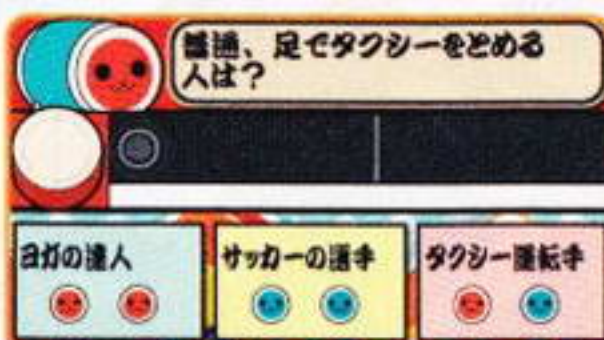 普通、足でタクシーをとめる
人は？
ヨガの達人
サッカーの選手
タクシー運転手